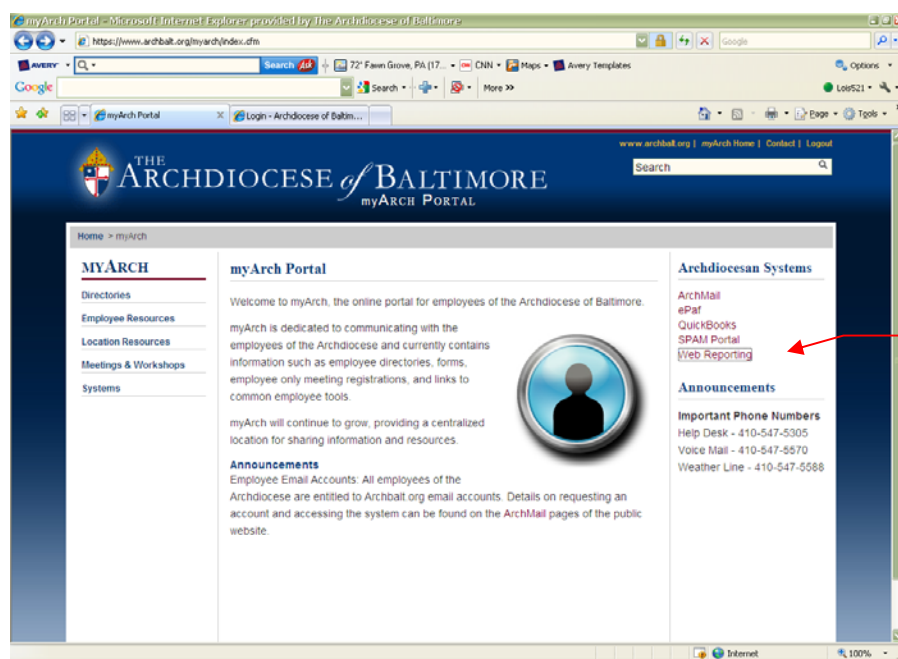 myArch Portal - Microsoft Internet Explorer provided by The Archdiocese of Baltimore
https://www.archbalt.org/myarch/index.cfm
Google
AVERY Search 72° Fawn Grove, PA (17... CNN Maps Avery Templates Options
Google Search More >> Lois521
myArch Portal Login - Archdiocese of Baltim... Page Tools
www.archbalt.org | myArch Home | Contact | Logout
Search
THE
ARCHDIOCESE of BALTIMORE
MYARCH PORTAL
Home > myArch
MYARCH
Directories
Employee Resources
Location Resources
Meetings & Workshops
Systems
myArch Portal
Welcome to myArch, the online portal for employees of the Archdiocese of Baltimore.
myArch is dedicated to communicating with the
employees of the Archdiocese and currently contains
information such as employee directories, forms,
employee only meeting registrations, and links to
common employee tools.
myArch will continue to grow, providing a centralized
location for sharing information and resources.
Announcements
Employee Email Accounts: All employees of the
Archdiocese are entitled to Archbalt.org email accounts. Details on requesting an
account and accessing the system can be found on the ArchMail pages of the public
website.
Archdiocesan Systems
ArchMail
ePaf
QuickBooks
SPAM Portal
Web Reporting
Announcements
Important Phone Numbers
Help Desk - 410-547-5305
Voice Mail - 410-547-5570
Weather Line - 410-547-5588
Internet 100%